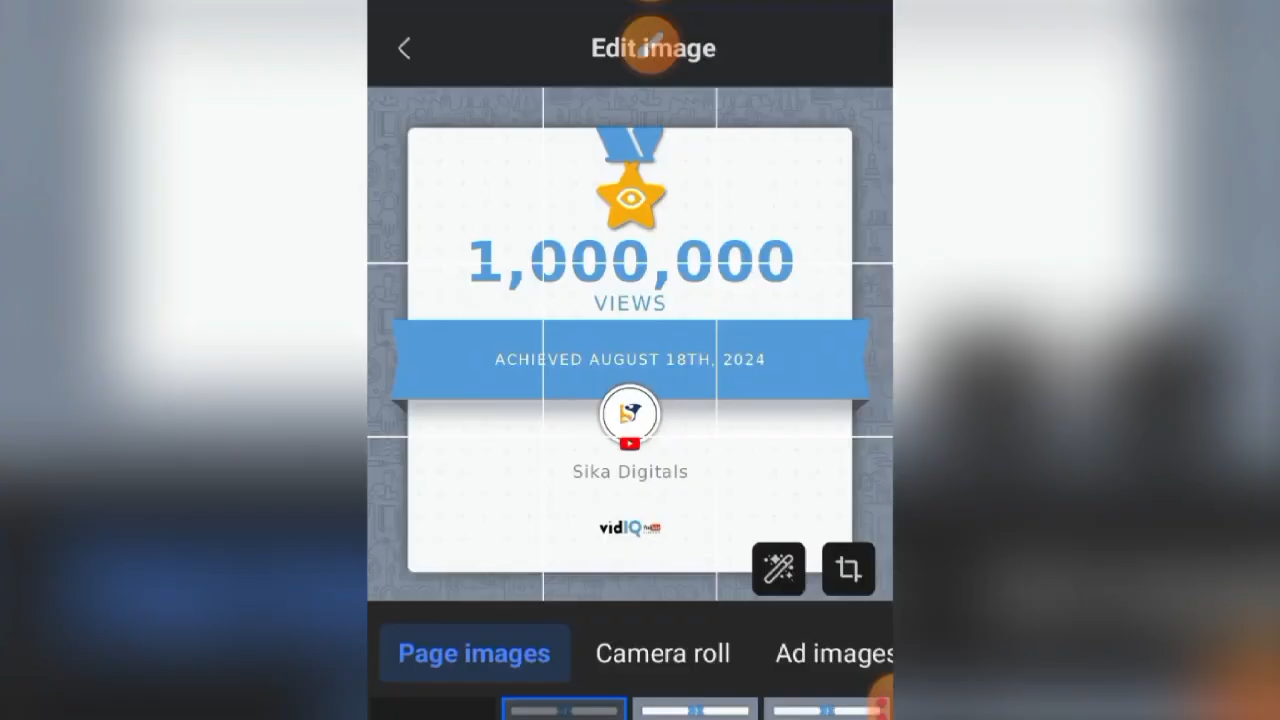 Edit image
1,000,000
VIEWS
ACHIEVED AUGUST 18TH, 2024
Sika Digitals
vidIQ
Page images
Camera roll
Ad images